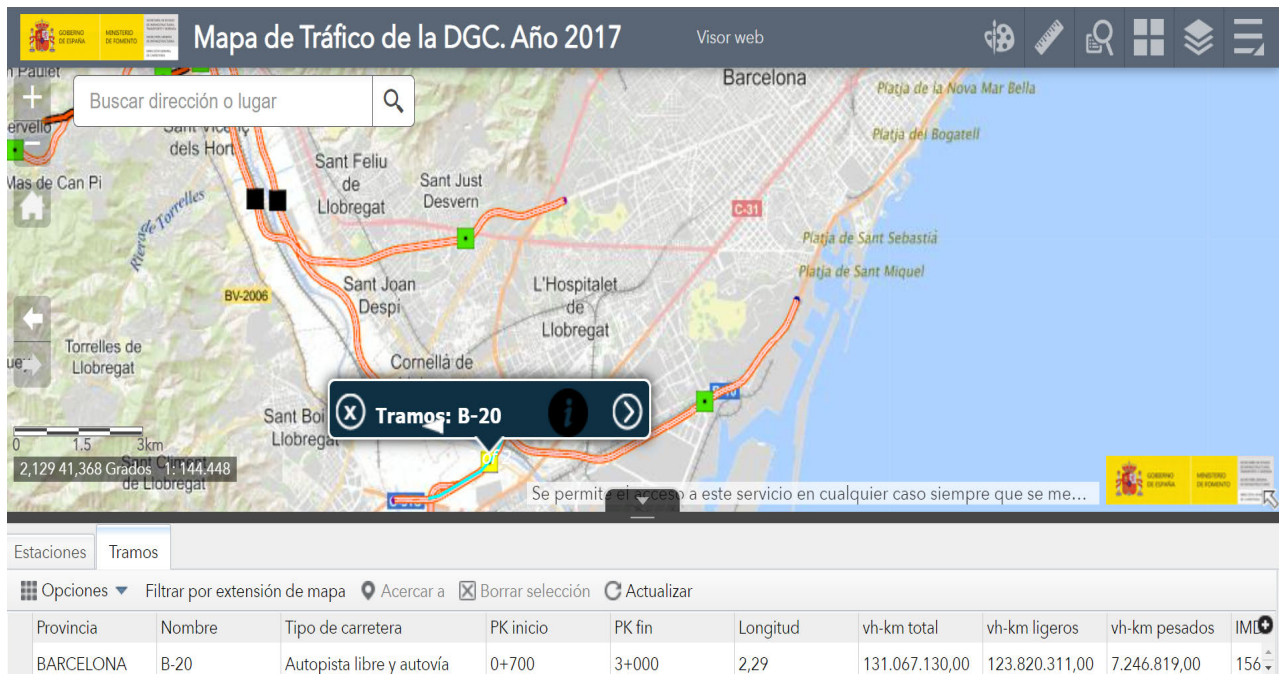 GOBIERNO DE ESPAÑA
MINISTERIO DE FOMENTO
Mapa de Tráfico de la DGC. Año 2017
Visor web
Buscar dirección o lugar
Barcelona
Platja de la Nova Mar Bella
Platja del Bogatell
dels Hort
Sant Feliu
de
Llobregat
Sant Just
Desvern
Mas de Can Pi
Riera de Torrelles
C-31
Platja de Sant Sebastià
Platja de Sant Miquel
BV-2006
Sant Joan
Despí
L'Hospitalet
de
Llobregat
Torrelles de
Llobregat
Cornellà de
Sant Boi
Llobregat
X Tramos: B-20
0 1.5 3km
2,129 41,368 Grados 1: 144.448
de Llobregat
Se permite el acceso a este servicio en cualquier caso siempre que se me...
GOBIERNO DE ESPAÑA
MINISTERIO DE FOMENTO
Estaciones Tramos
Opciones Filtrar por extensión de mapa Acercar a Borrar selección Actualizar
Provincia Nombre Tipo de carretera PK inicio PK fin Longitud vh-km total vh-km ligeros vh-km pesados
BARCELONA B-20 Autopista libre y autovía 0+700 3+000 2,29 131.067.130,00 123.820.311,00 7.246.819,00 156